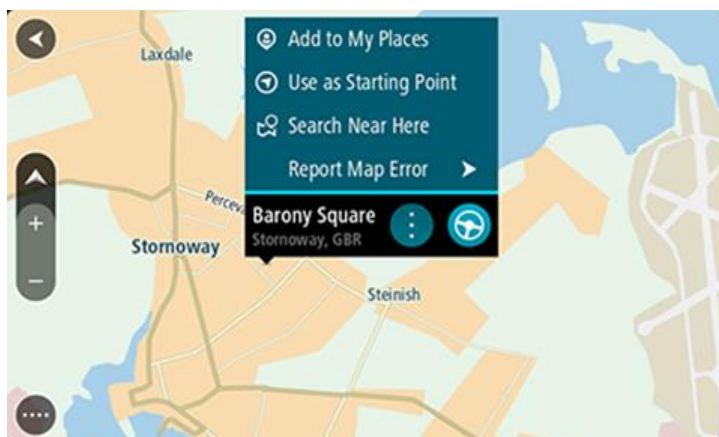 Laxdale
Add to My Places
Use as Starting Point
Search Near Here
Report Map Error
Barony Square
Stornoway, GBR
Stornoway
Steinish